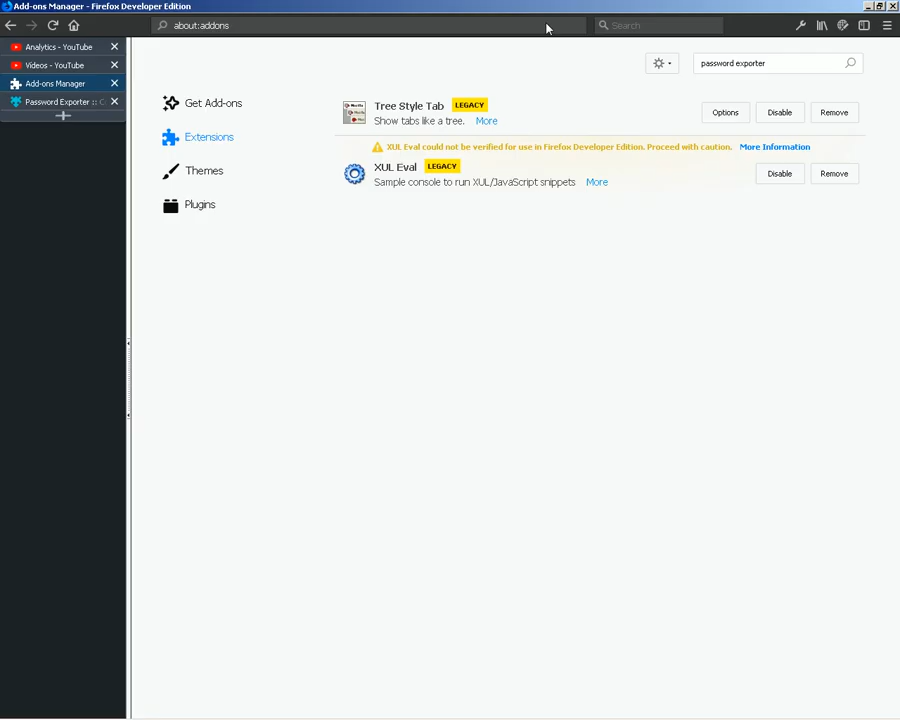 Add-ons Manager - Firefox Developer Edition
about:addons
Search
Analytics - YouTube
Videos - YouTube
Add-ons Manager
Password Exporter :: C
password exporter
Get Add-ons
Extensions
Themes
Plugins
Tree Style Tab LEGACY
Show tabs like a tree. More
Options Disable Remove
XUL Eval could not be verified for use in Firefox Developer Edition. Proceed with caution. More Information
XUL Eval LEGACY
Sample console to run XUL/JavaScript snippets More
Disable Remove